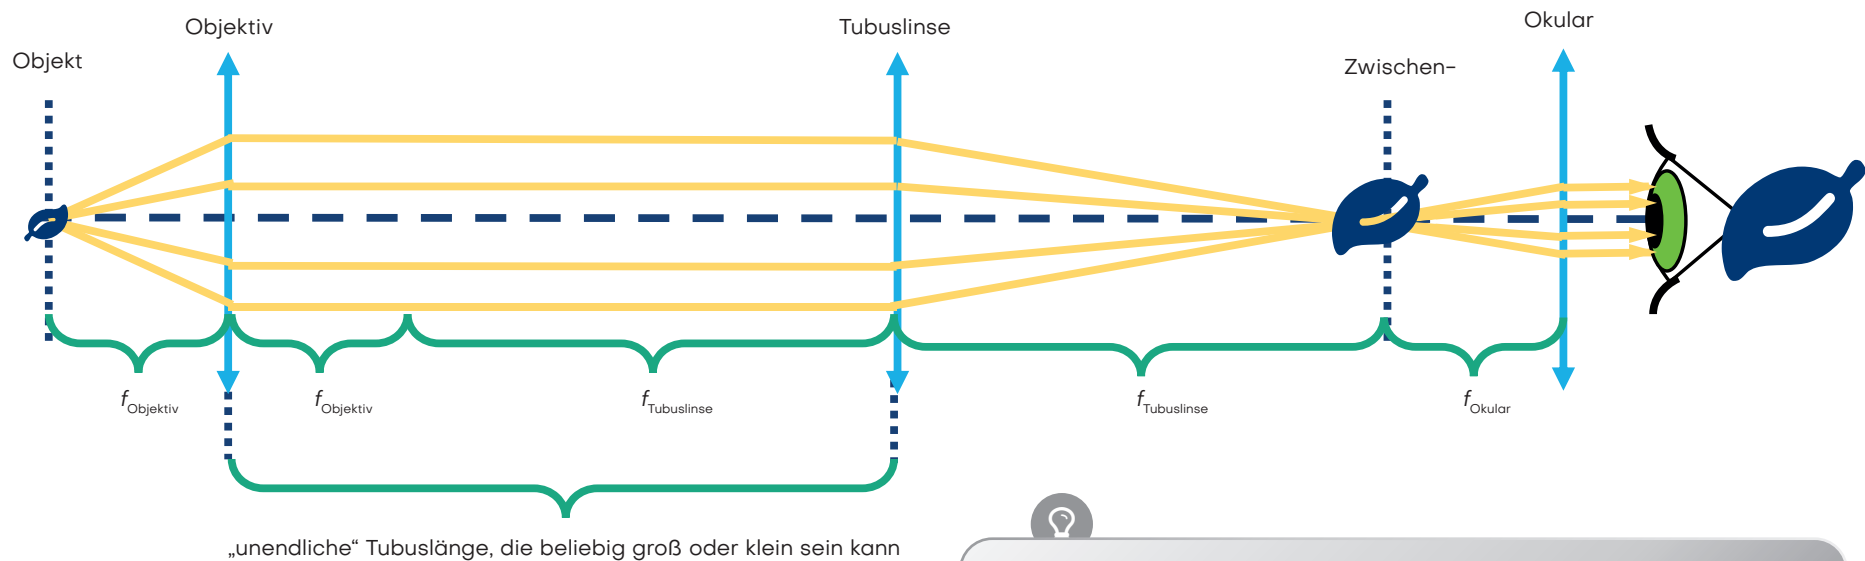 Objekt
Objektiv
Tubuslinse
Zwischen-
Okular
fObjektiv
fObjektiv
fTubuslinse
fTubuslinse
fOkular
„unendliche“ Tubuslänge, die beliebig groß oder klein sein kann